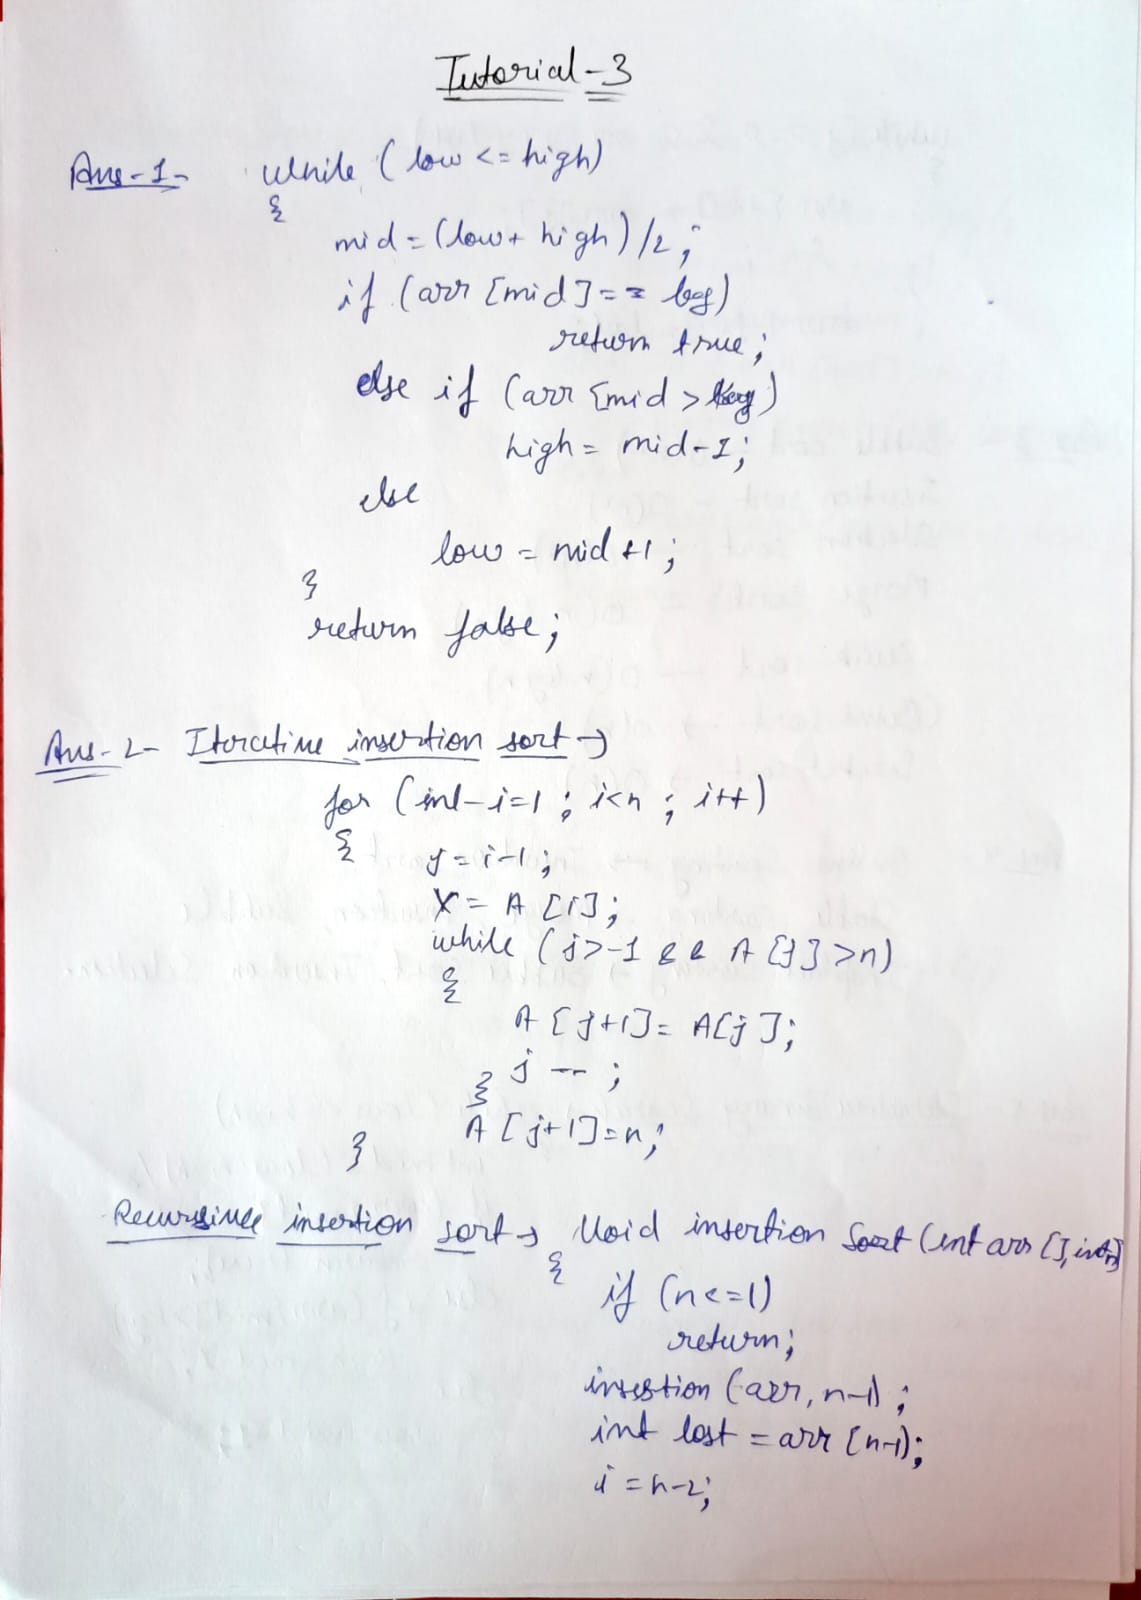 Tutorial-3
Ans-1- while (low <= high)
{
mid = (low + high)/2;
if (arr [mid] == key)
return true;
else if (arr [mid > key)
high = mid-1;
else
low = mid +1;
}
return false;
Ans-2- Iterative insertion sort →
for (int i=1; i<n; i++)
{ j = i-1;
X = A [i];
while (j>-1 && A [j] >n)
{
A [j+1] = A[j];
j--;
}
A [j+1]=n;
}
Recurssive insertion sort → Void insertion Sort (int arr [], int n)
{
if (n<=1)
return;
insertion (arr, n-1);
int last = arr [n-1);
i = n-2;